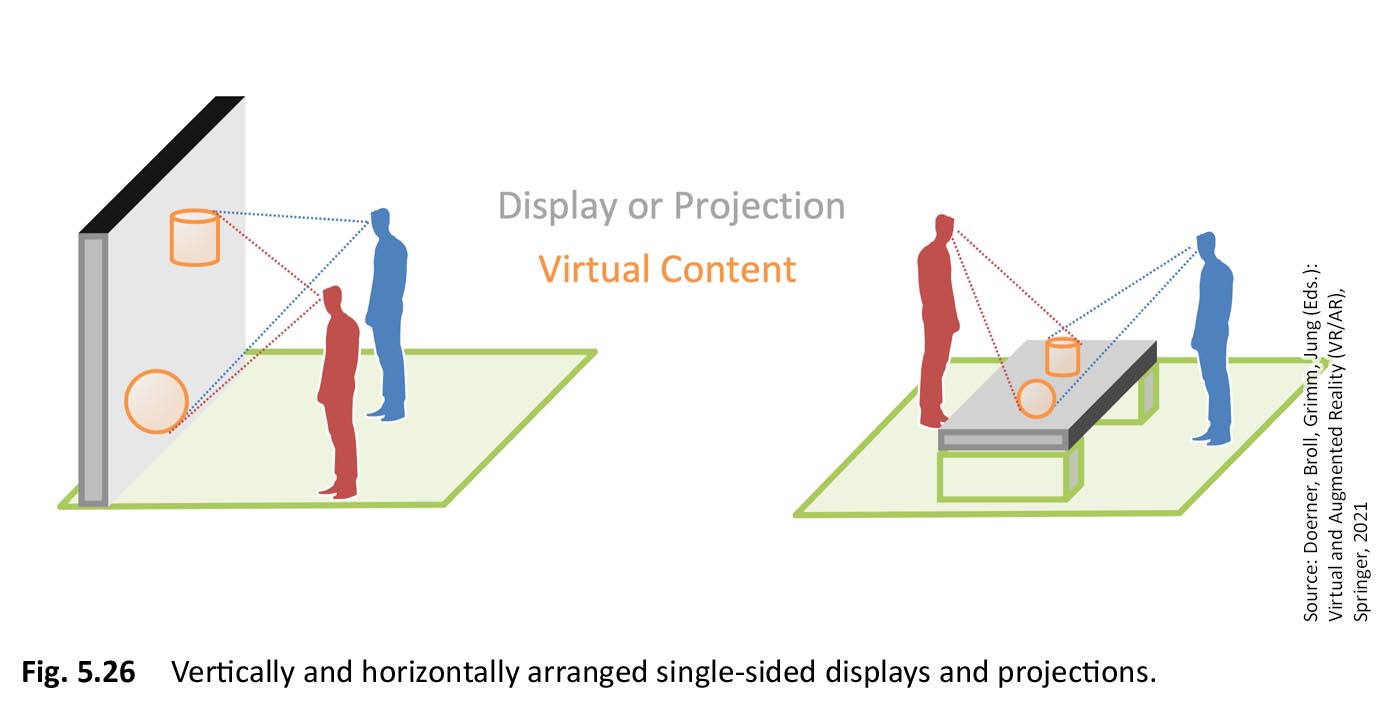 Display or Projection
Virtual Content
Source: Doerner, Broll, Grimm, Jung (Eds.):
Virtual and Augmented Reality (VR/AR),
Springer, 2021
Fig. 5.26 Vertically and horizontally arranged single-sided displays and projections.